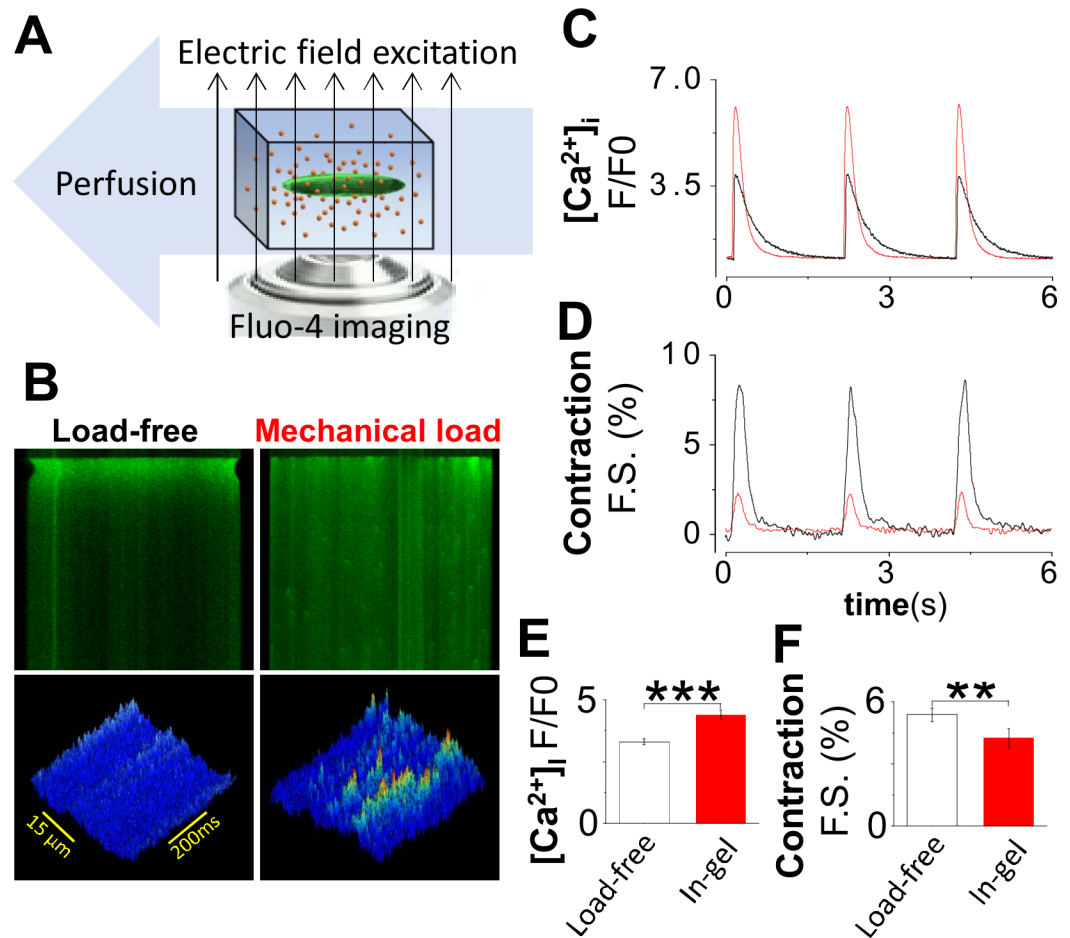 A
Electric field excitation
Perfusion
Fluo-4 imaging
B
Load-free
Mechanical load
15 µm
200ms
C
[Ca²⁺]i
F/F0
7.0
3.5
0
3
6
D
Contraction
F.S. (%)
10
5
0
0
3
6
time(s)
E
[Ca²⁺]I F/F0
5
0
***
Load-free
In-gel
F
Contraction
F.S. (%)
6
0
**
Load-free
In-gel